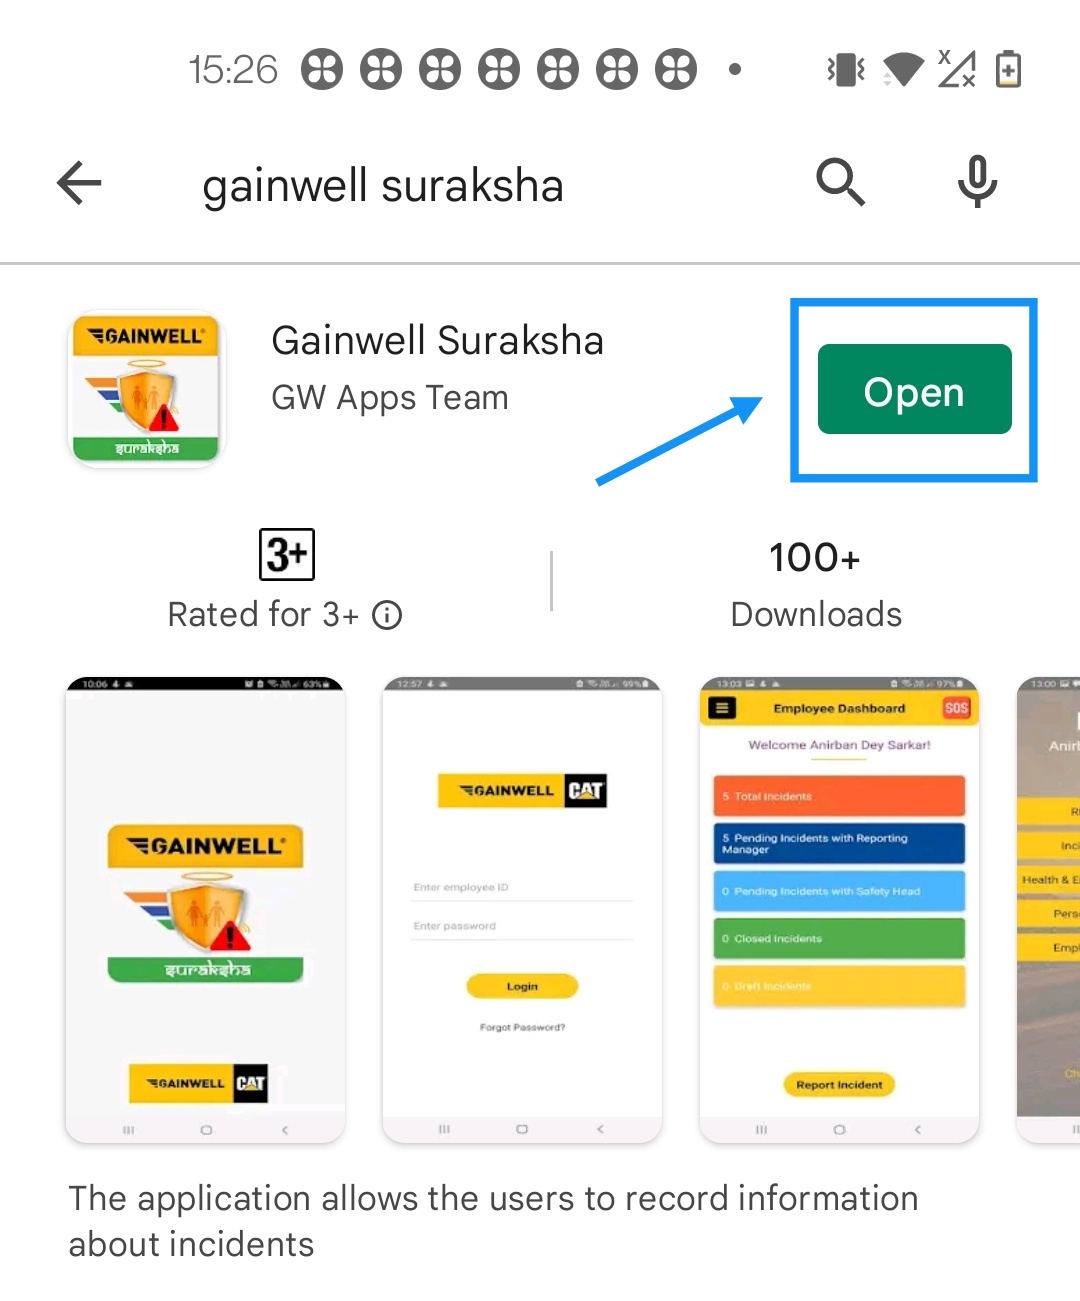 15:26
gainwell suraksha
GAINWELL
suraksha
Gainwell Suraksha
GW Apps Team
Open
3+
Rated for 3+
100+
Downloads
10:06
63%
GAINWELL
suraksha
GAINWELL CAT
12:57
99%
GAINWELL CAT
Enter employee ID
Enter password
Login
Forgot Password?
13:03
97%
Employee Dashboard
SOS
Welcome Anirban Dey Sarkar!
5 Total Incidents
5 Pending Incidents with Reporting
Manager
0 Pending Incidents with Safety Head
0 Closed Incidents
0 Draft Incidents
Report Incident
13:00
Anirb
Inci
Health & E
Pers
Empl
Ch
The application allows the users to record information
about incidents